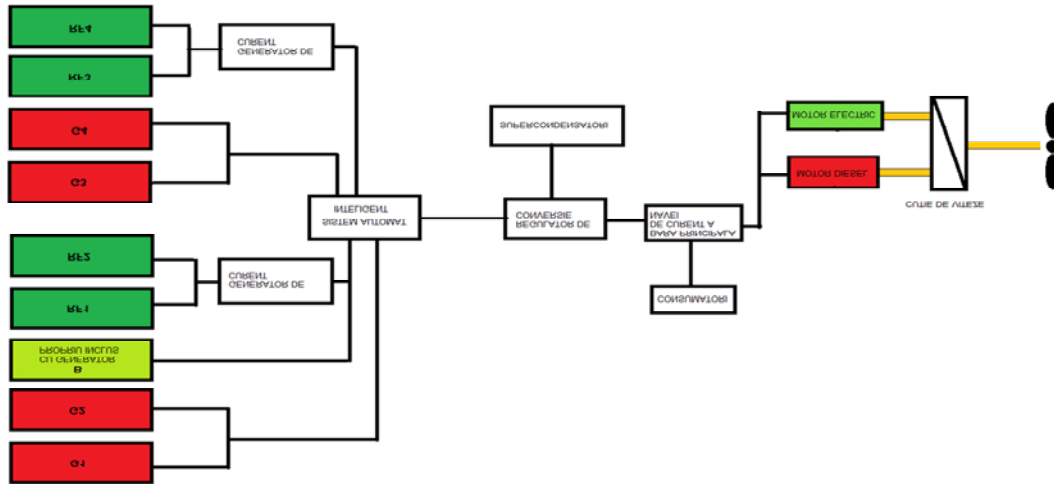 G1
G2
B
CU GENERATOR
PROPRIU INCLUS
RF1
RF2
GENERATOR DE
CURENT
G3
G4
RF3
RF4
GENERATOR DE
CURENT
SISTEM AUTOMAT
INTELIGENT
REGULATOR DE
CONVERSIE
SUPERCONDENSATORI
CONSUMATORI
BARA PRINCIPALA
DE CURENT A
NAVEI
MOTOR DIESEL
MOTOR ELECTRIC
CUTIE DE VITEZE